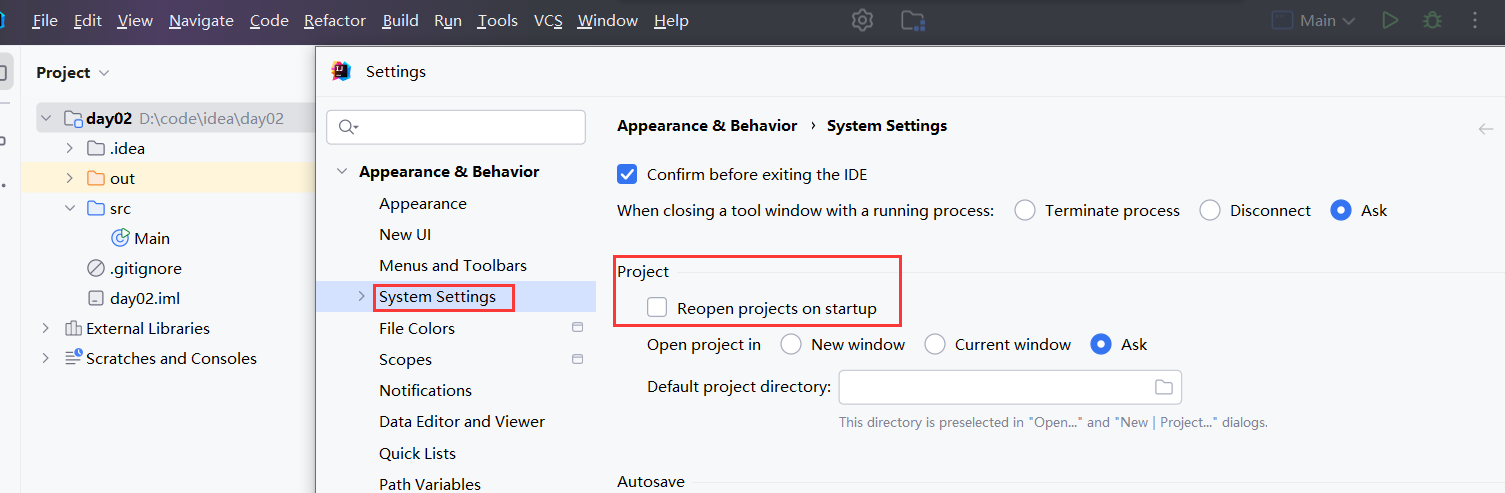 File Edit View Navigate Code Refactor Build Run Tools VCS Window Help Main
Project
Settings
day02 D:\code\idea\day02
.idea
out
src
Main
.gitignore
day02.iml
External Libraries
Scratches and Consoles
Appearance & Behavior
Appearance
New UI
Menus and Toolbars
System Settings
File Colors
Scopes
Notifications
Data Editor and Viewer
Quick Lists
Path Variables
Appearance & Behavior › System Settings
Confirm before exiting the IDE
When closing a tool window with a running process: Terminate process Disconnect Ask
Project
Reopen projects on startup
Open project in New window Current window Ask
Default project directory:
This directory is preselected in "Open..." and "New | Project..." dialogs.
Autosave